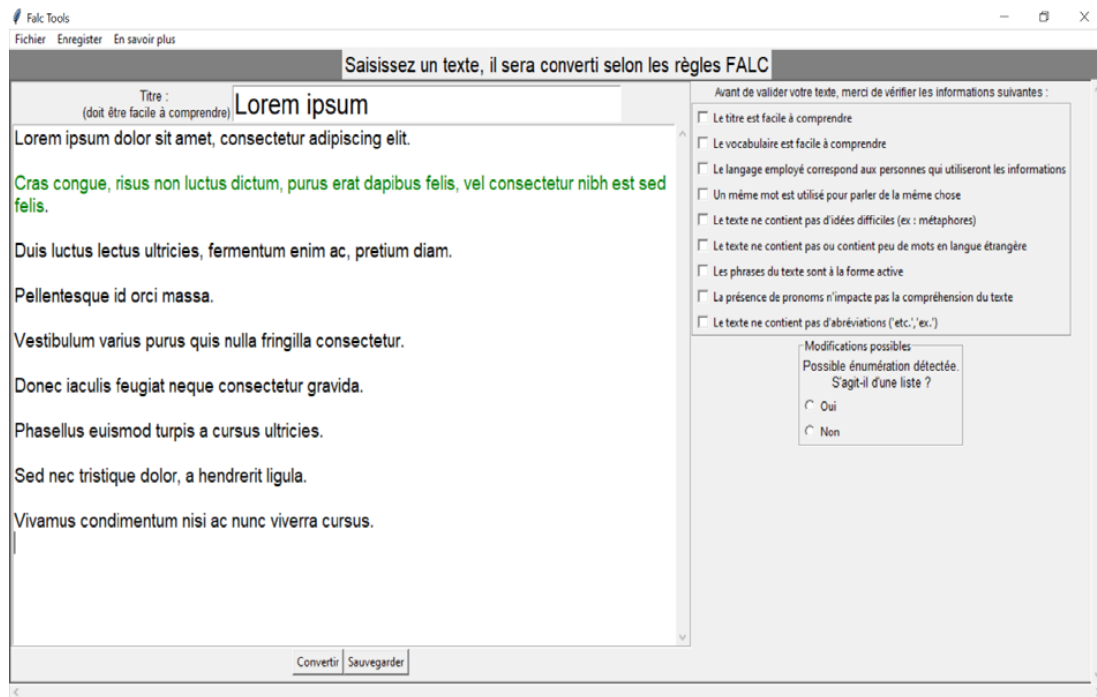 Falc Tools
Fichier Enregister En savoir plus
Saisissez un texte, il sera converti selon les règles FALC
Titre :
(doit être facile à comprendre) Lorem ipsum
Lorem ipsum dolor sit amet, consectetur adipiscing elit.
Cras congue, risus non luctus dictum, purus erat dapibus felis, vel consectetur nibh est sed
felis.
Duis luctus lectus ultricies, fermentum enim ac, pretium diam.
Pellentesque id orci massa.
Vestibulum varius purus quis nulla fringilla consectetur.
Donec iaculis feugiat neque consectetur gravida.
Phasellus euismod turpis a cursus ultricies.
Sed nec tristique dolor, a hendrerit ligula.
Vivamus condimentum nisi ac nunc viverra cursus.
Convertir Sauvegarder
Avant de valider votre texte, merci de vérifier les informations suivantes :
Le titre est facile à comprendre
Le vocabulaire est facile à comprendre
Le langage employé correspond aux personnes qui utiliseront les informations
Un même mot est utilisé pour parler de la même chose
Le texte ne contient pas d'idées difficiles (ex : métaphores)
Le texte ne contient pas ou contient peu de mots en langue étrangère
Les phrases du texte sont à la forme active
La présence de pronoms n'impacte pas la compréhension du texte
Le texte ne contient pas d'abréviations ('etc.','ex.')
Modifications possibles
Possible énumération détectée.
S'agit-il d'une liste ?
Oui
Non